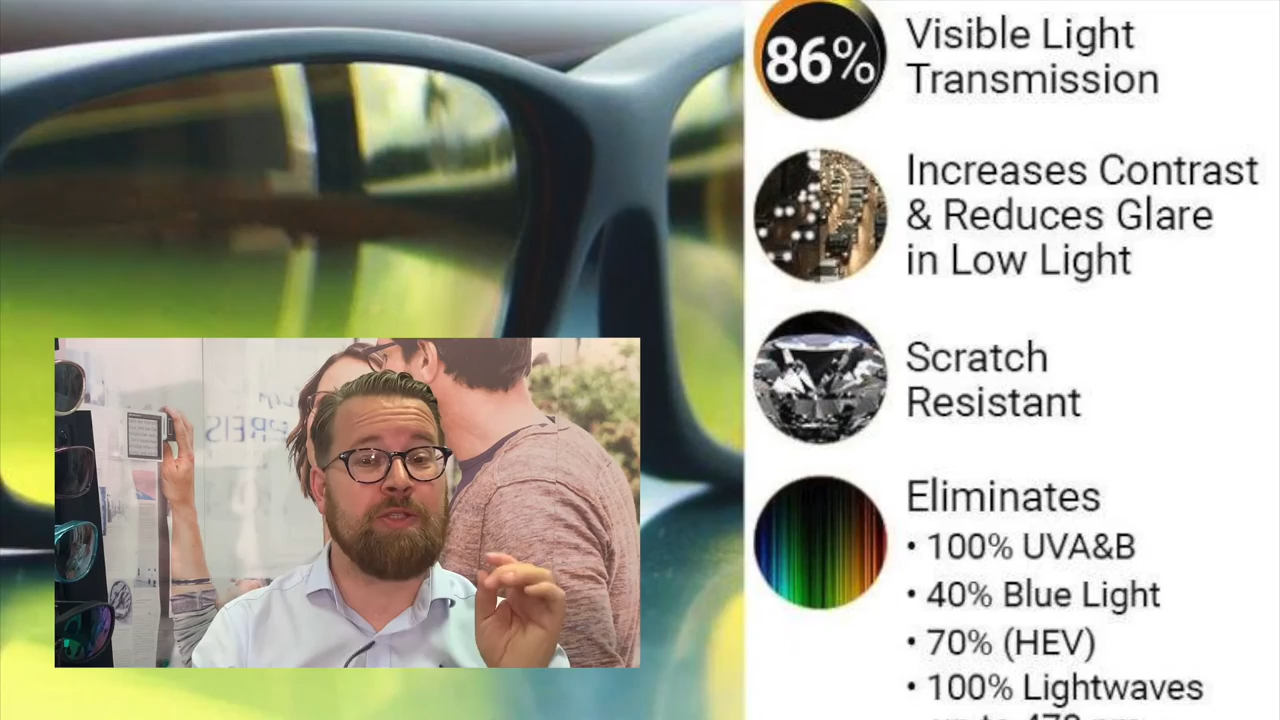 86%
Visible Light
Transmission
Increases Contrast
& Reduces Glare
in Low Light
Scratch
Resistant
Eliminates
• 100% UVA&B
• 40% Blue Light
• 70% (HEV)
• 100% Lightwaves